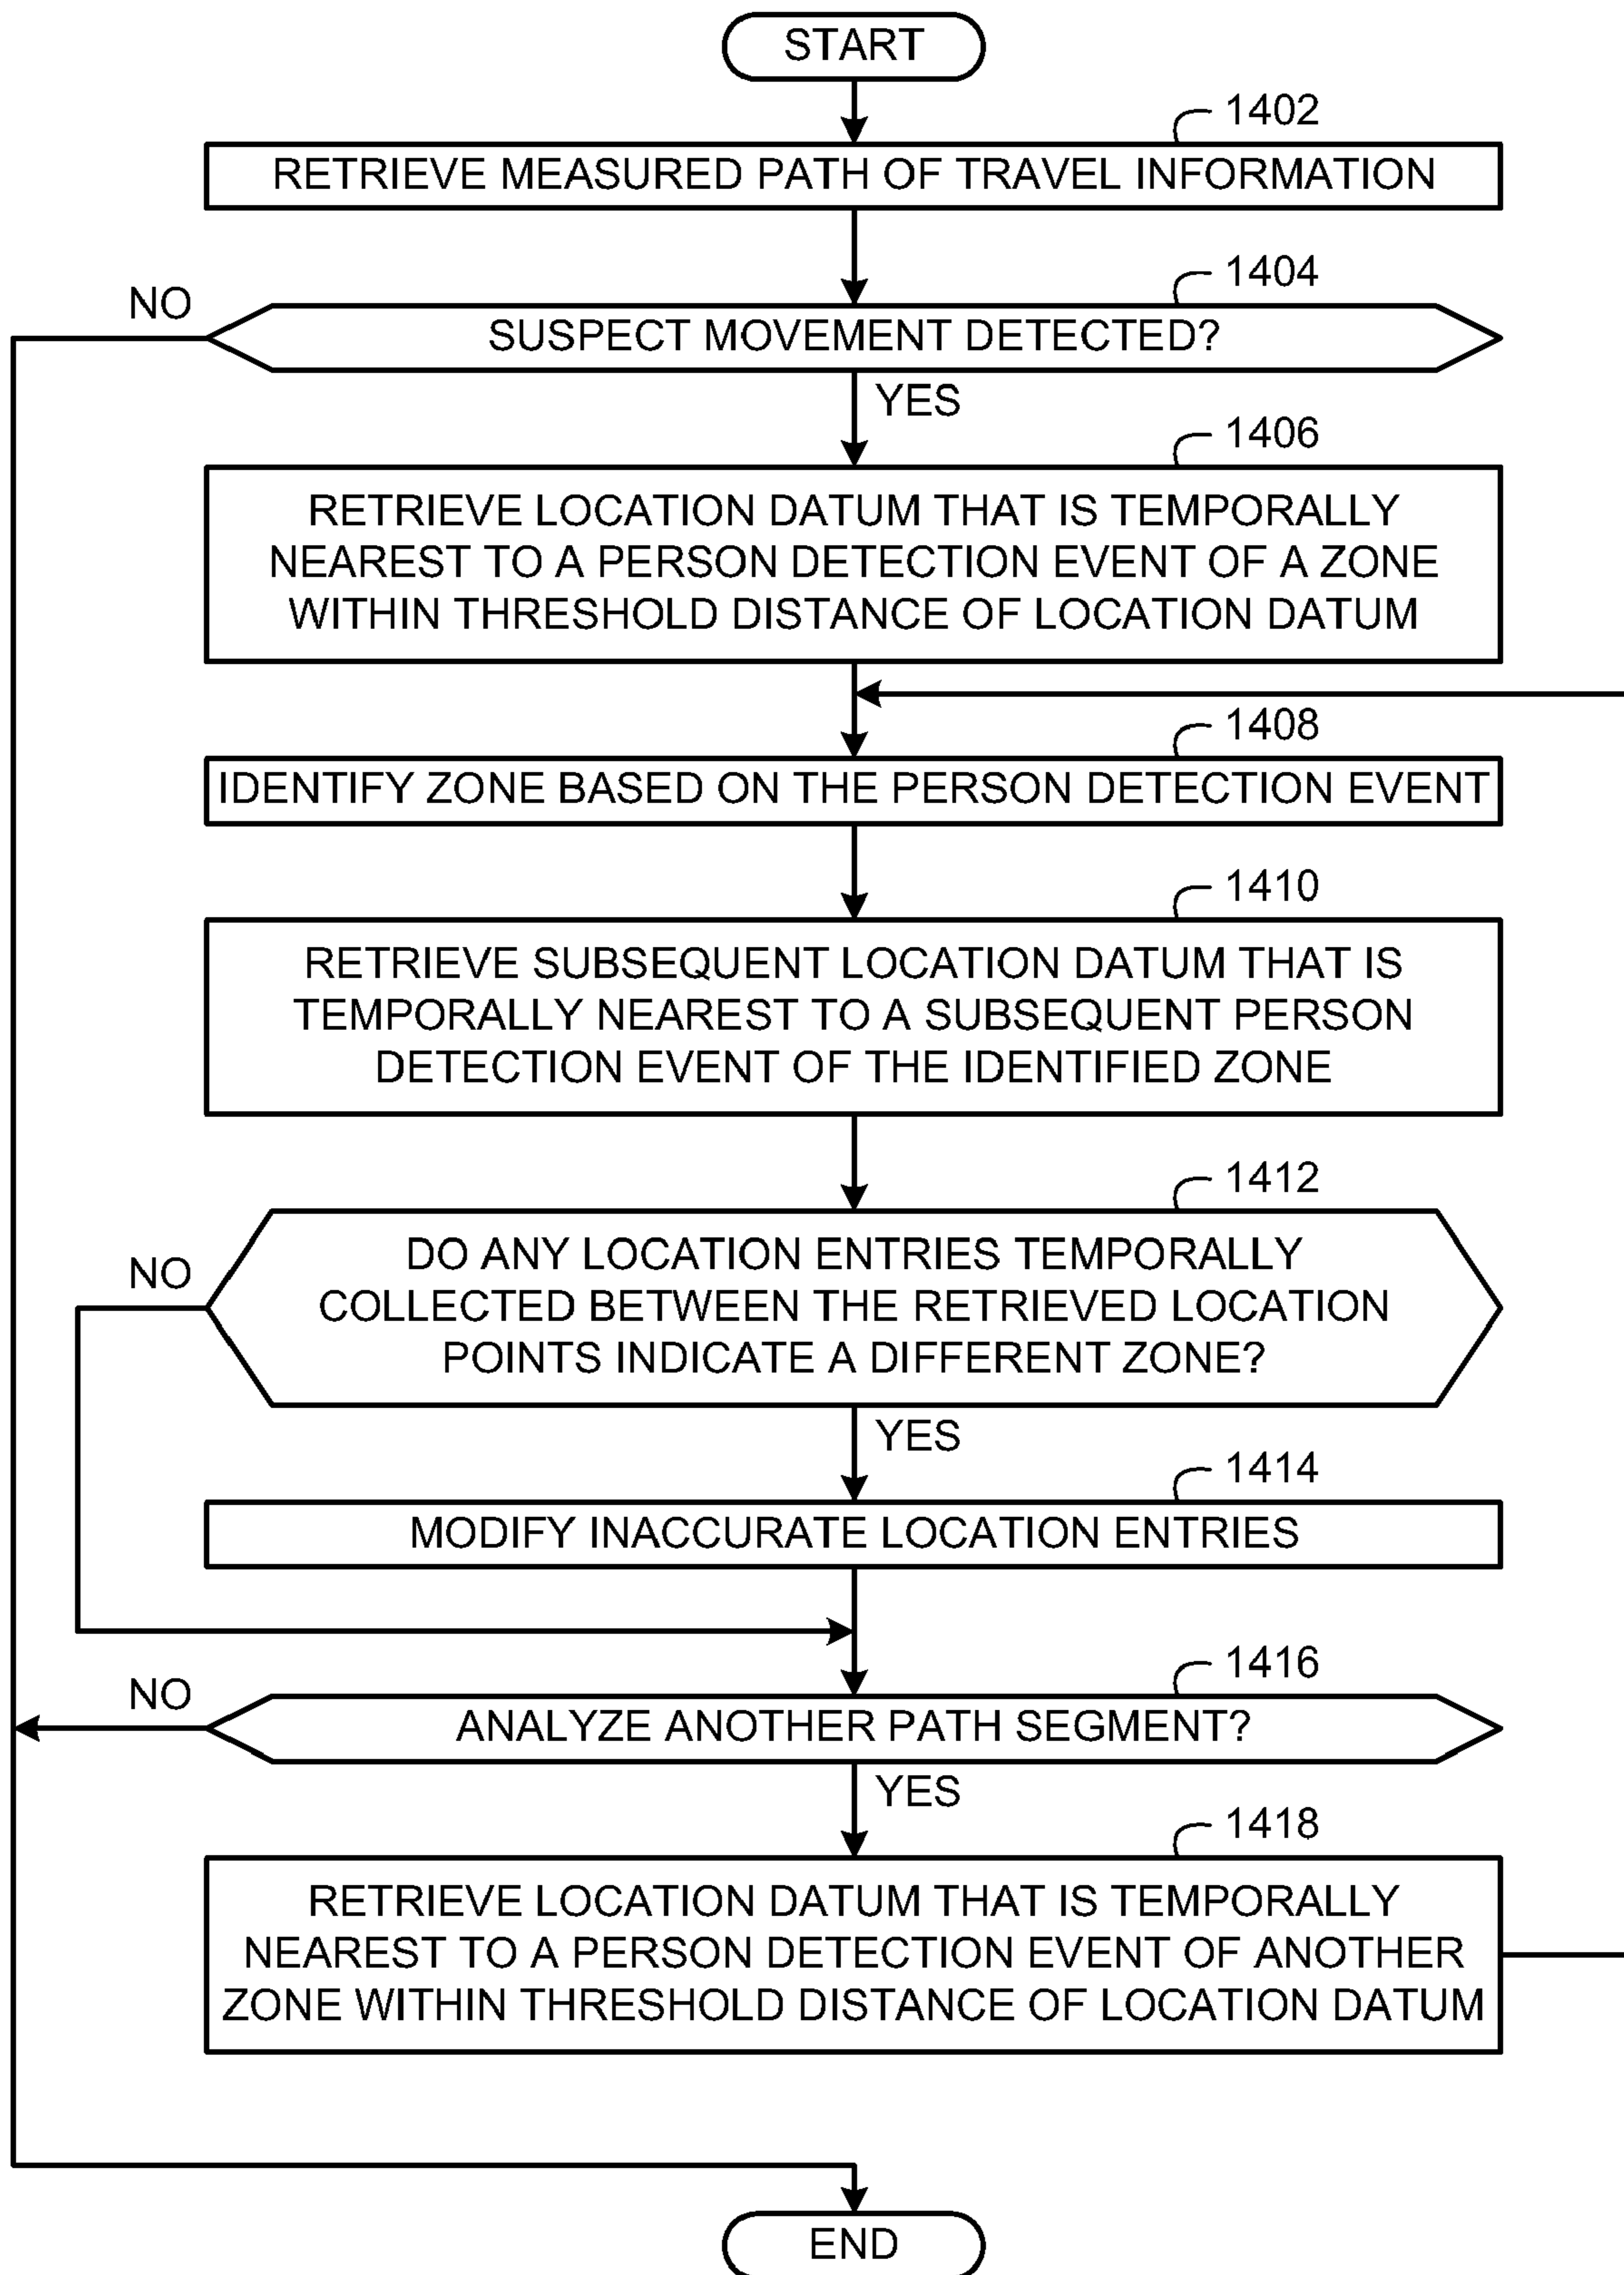 START
1402
RETRIEVE MEASURED PATH OF TRAVEL INFORMATION
1404
NO
SUSPECT MOVEMENT DETECTED?
YES
1406
RETRIEVE LOCATION DATUM THAT IS TEMPORALLY
NEAREST TO A PERSON DETECTION EVENT OF A ZONE
WITHIN THRESHOLD DISTANCE OF LOCATION DATUM
1408
IDENTIFY ZONE BASED ON THE PERSON DETECTION EVENT
1410
RETRIEVE SUBSEQUENT LOCATION DATUM THAT IS
TEMPORALLY NEAREST TO A SUBSEQUENT PERSON
DETECTION EVENT OF THE IDENTIFIED ZONE
1412
NO
DO ANY LOCATION ENTRIES TEMPORALLY
COLLECTED BETWEEN THE RETRIEVED LOCATION
POINTS INDICATE A DIFFERENT ZONE?
YES
1414
MODIFY INACCURATE LOCATION ENTRIES
1416
NO
ANALYZE ANOTHER PATH SEGMENT?
YES
1418
RETRIEVE LOCATION DATUM THAT IS TEMPORALLY
NEAREST TO A PERSON DETECTION EVENT OF ANOTHER
ZONE WITHIN THRESHOLD DISTANCE OF LOCATION DATUM
END